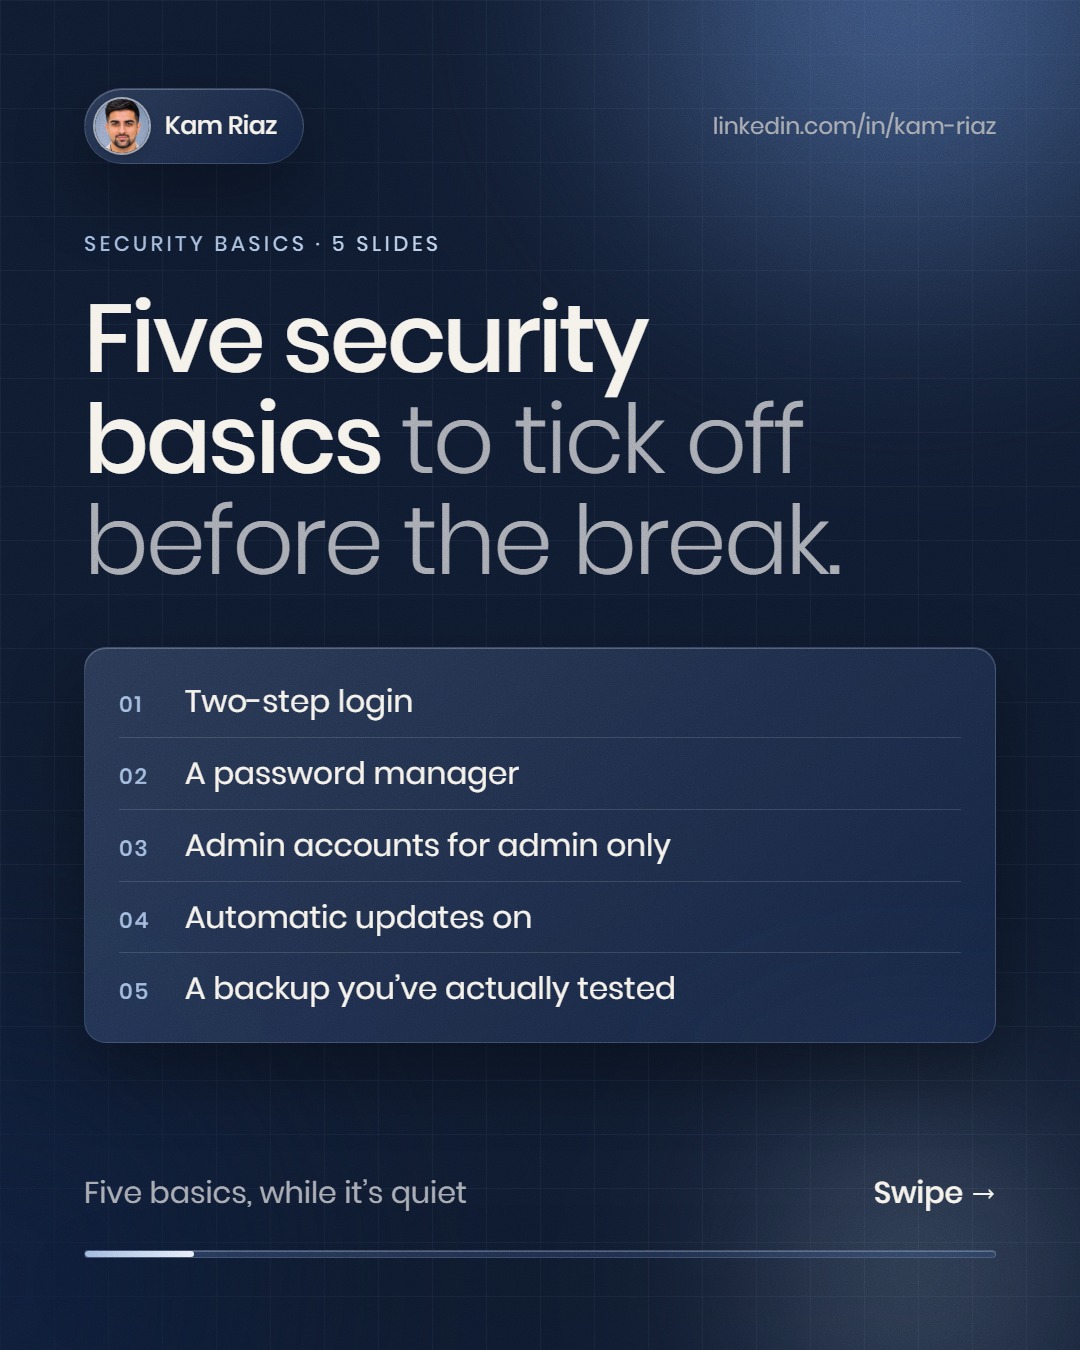 Kam Riaz
linkedin.com/in/kam-riaz
SECURITY BASICS · 5 SLIDES
Five security
basics to tick off
before the break.
01 Two-step login
02 A password manager
03 Admin accounts for admin only
04 Automatic updates on
05 A backup you’ve actually tested
Five basics, while it’s quiet
Swipe →